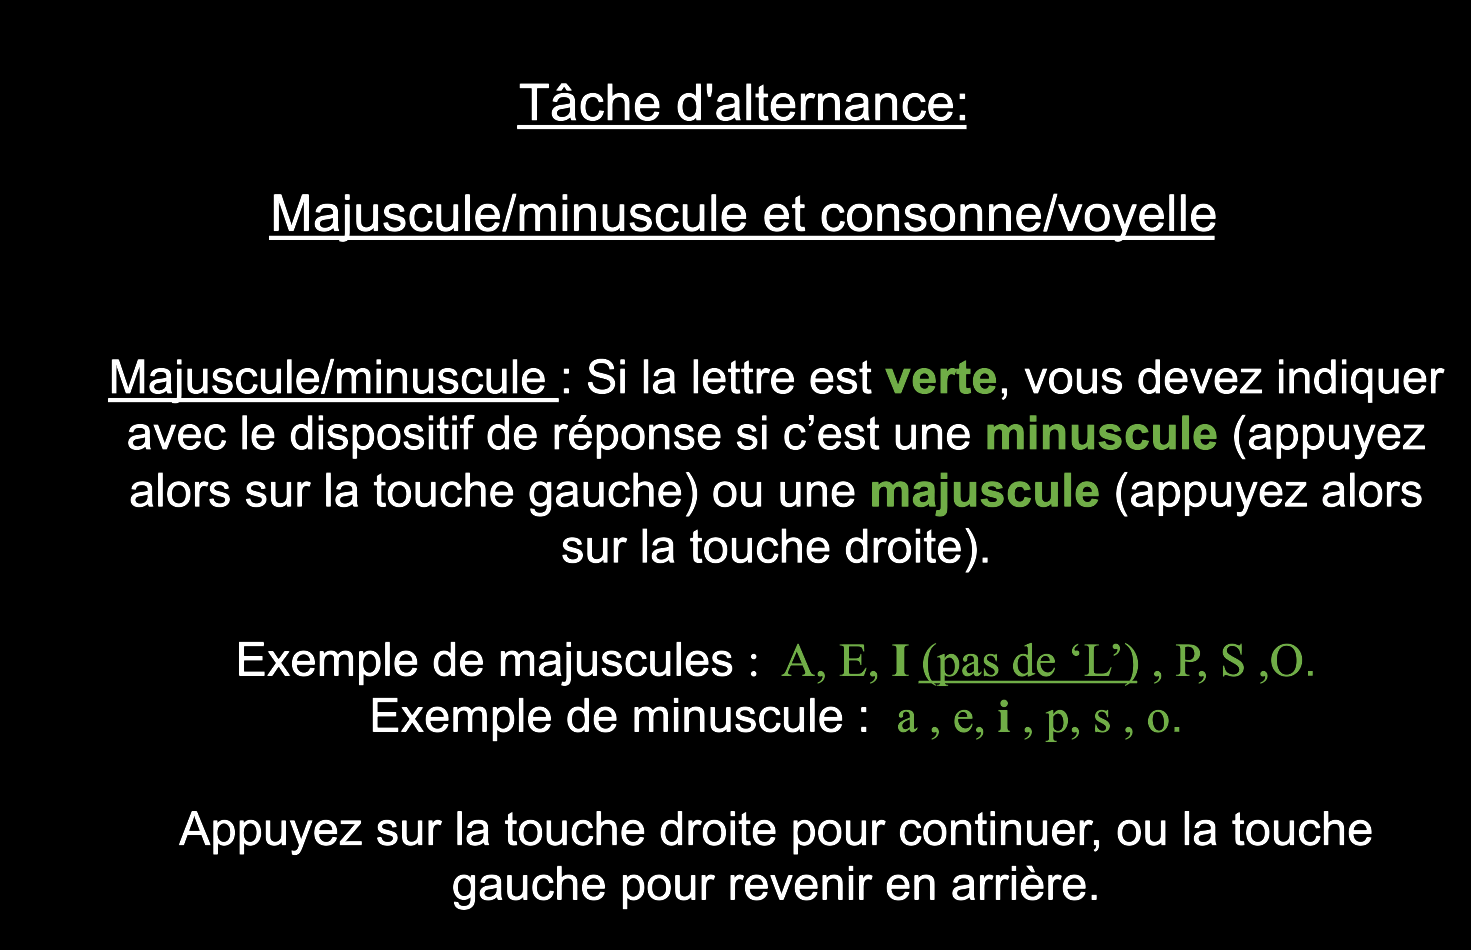 Tâche d'alternance:
Majuscule/minuscule et consonne/voyelle
Majuscule/minuscule : Si la lettre est verte, vous devez indiquer
avec le dispositif de réponse si c’est une minuscule (appuyez
alors sur la touche gauche) ou une majuscule (appuyez alors
sur la touche droite).
Exemple de majuscules : A, E, I (pas de ‘L’) , P, S ,O.
Exemple de minuscule : a , e, i , p, s , o.
Appuyez sur la touche droite pour continuer, ou la touche
gauche pour revenir en arrière.